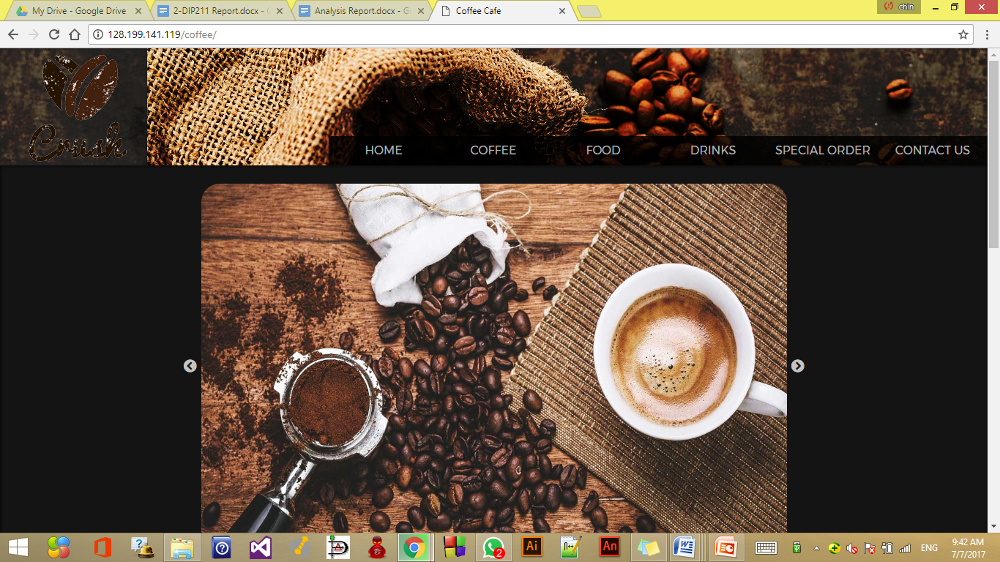 My Drive - Google Drive
2-DIP211 Report.docx - G
Analysis Report.docx - Go
Coffee Cafe
chin
128.199.141.119/coffee/
Crush
HOME COFFEE FOOD DRINKS SPECIAL ORDER CONTACT US
2
Ai
An
ENG
9:42 AM
7/7/2017